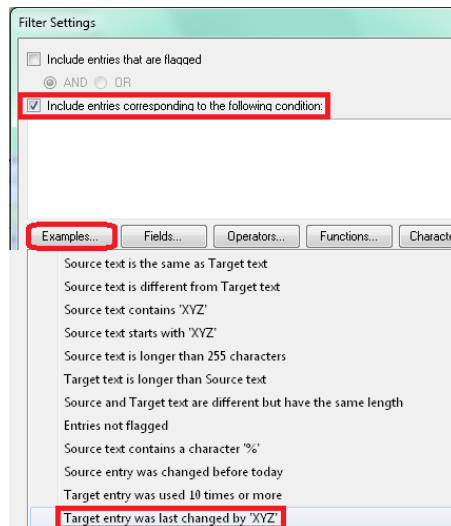 Filter Settings
Include entries that are flagged
AND OR
Include entries corresponding to the following condition:
Examples... Fields... Operators... Functions... Characte
Source text is the same as Target text
Source text is different from Target text
Source text contains 'XYZ'
Source text starts with 'XYZ'
Source text is longer than 255 characters
Target text is longer than Source text
Source and Target text are different but have the same length
Entries not flagged
Source text contains a character '%'
Source entry was changed before today
Target entry was used 10 times or more
Target entry was last changed by 'XYZ'